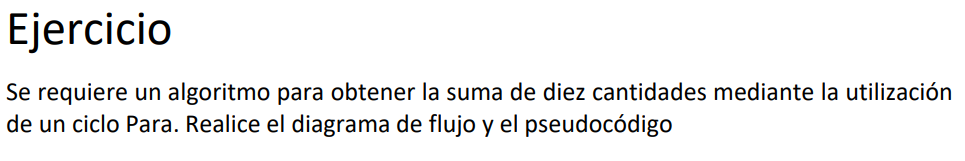 Ejercicio
Se requiere un algoritmo para obtener la suma de diez cantidades mediante la utilización
de un ciclo Para. Realice el diagrama de flujo y el pseudocódigo